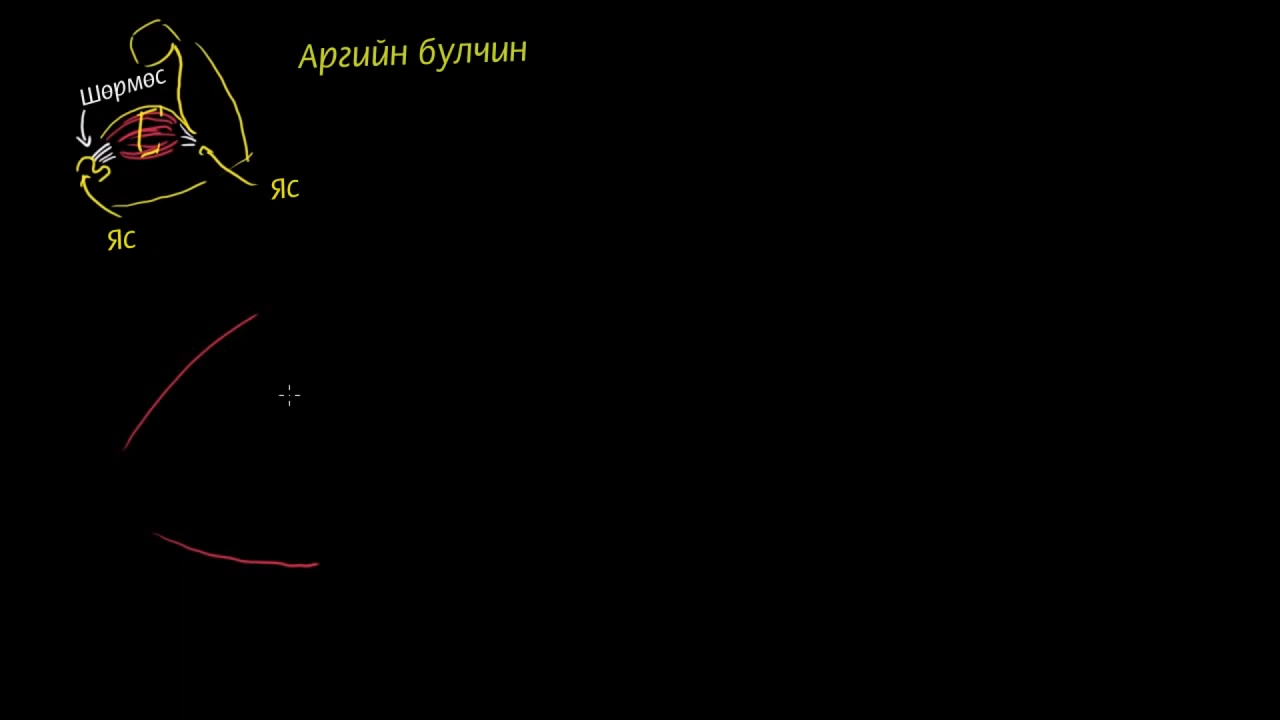 Аргийн булчин
Шөрмөс
Яс
Яс